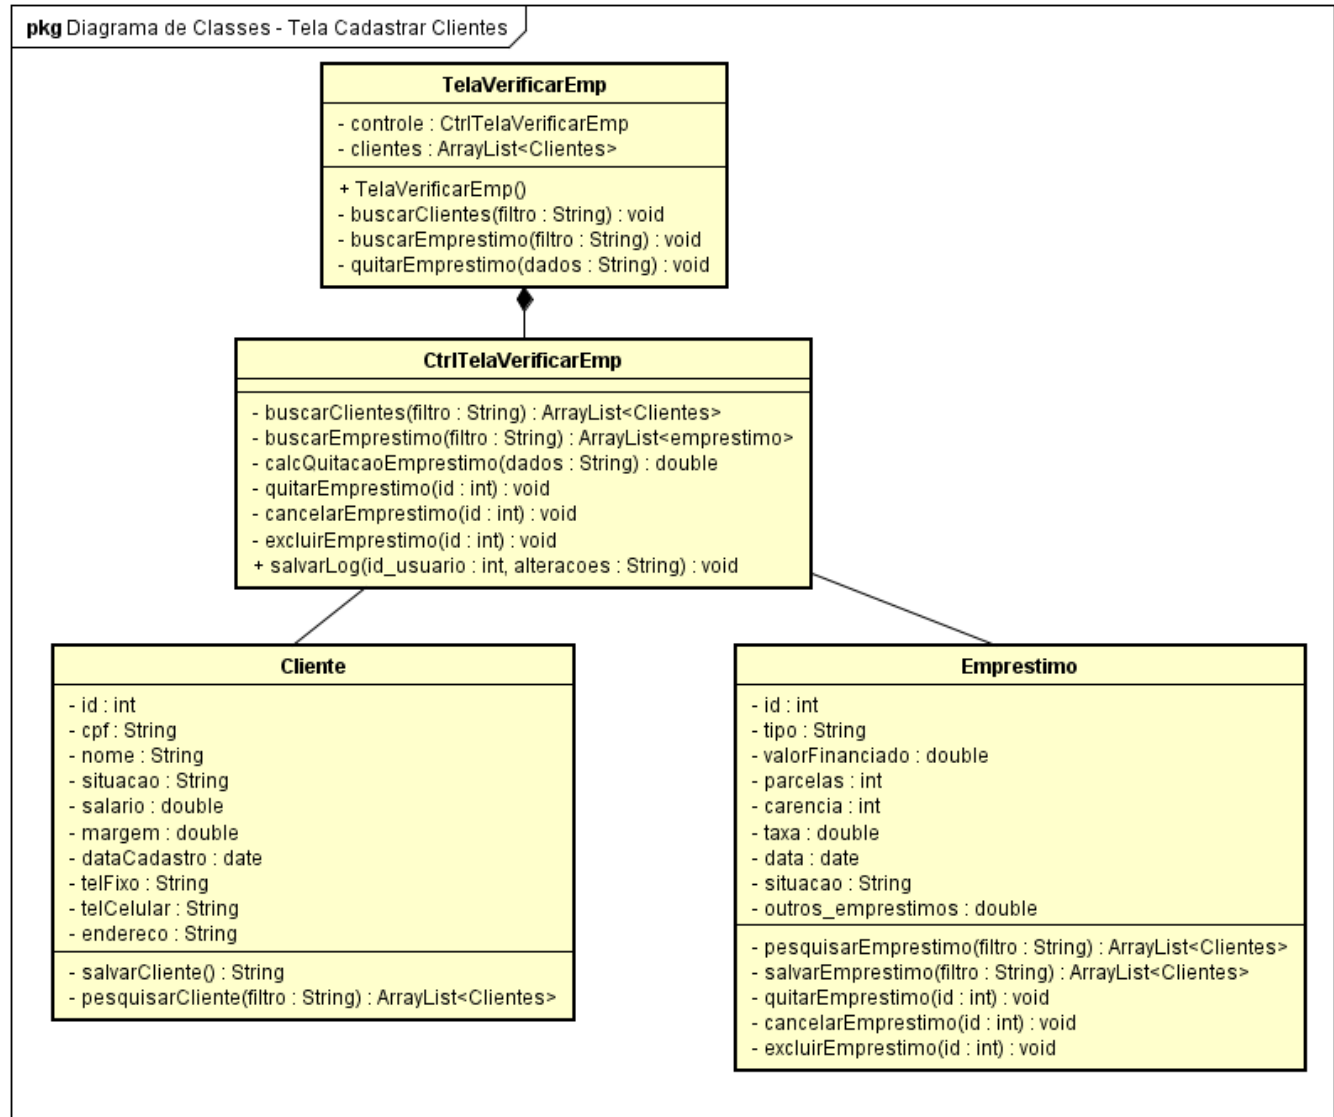 pkg Diagrama de Classes - Tela Cadastrar Clientes
TelaVerificarEmp
- controle : CtrlTelaVerificarEmp
- clientes : ArrayList<Clientes>
+ TelaVerificarEmp()
- buscarClientes(filtro : String) : void
- buscarEmprestimo(filtro : String) : void
- quitarEmprestimo(dados : String) : void
CtrlTelaVerificarEmp
- buscarClientes(filtro : String) : ArrayList<Clientes>
- buscarEmprestimo(filtro : String) : ArrayList<emprestimo>
- calcQuitacaoEmprestimo(dados : String) : double
- quitarEmprestimo(id : int) : void
- cancelarEmprestimo(id : int) : void
- excluirEmprestimo(id : int) : void
+ salvarLog(id_usuario : int, alteracoes : String) : void
Cliente
- id : int
- cpf : String
- nome : String
- situacao : String
- salario : double
- margem : double
- dataCadastro : date
- telFixo : String
- telCelular : String
- endereco : String
- salvarCliente() : String
- pesquisarCliente(filtro : String) : ArrayList<Clientes>
Emprestimo
- id : int
- tipo : String
- valorFinanciado : double
- parcelas : int
- carencia : int
- taxa : double
- data : date
- situacao : String
- outros_emprestimos : double
- pesquisarEmprestimo(filtro : String) : ArrayList<Clientes>
- salvarEmprestimo(filtro : String) : ArrayList<Clientes>
- quitarEmprestimo(id : int) : void
- cancelarEmprestimo(id : int) : void
- excluirEmprestimo(id : int) : void